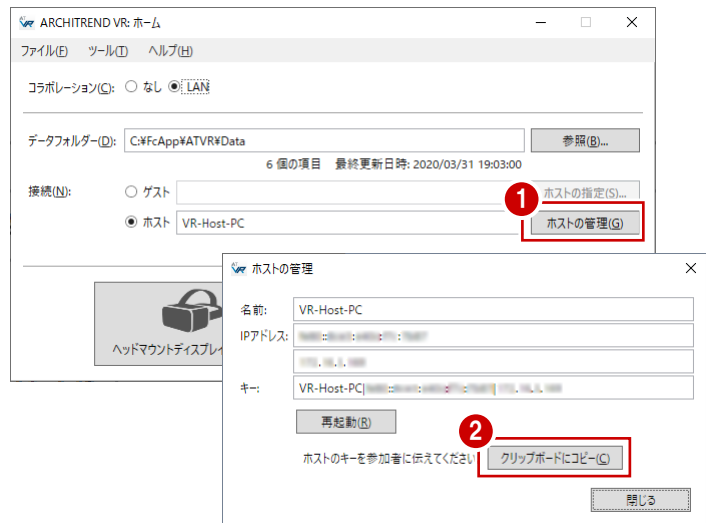 ARCHITREND VR: ホーム
ファイル(F) ツール(T) ヘルプ(H)
コラボレーション(C): なし LAN
データフォルダー(D): C:¥FcApp¥ATVR¥Data 参照(B)...
6 個の項目 最終更新日時: 2020/03/31 19:03:00
接続(N): ゲスト ホストの指定(S)...
1
ホスト VR-Host-PC ホストの管理(G)
ヘッドマウントディスプレイ
ホストの管理
名前: VR-Host-PC
IPアドレス:
キー: VR-Host-PC|
再起動(R)
2
ホストのキーを参加者に伝えてください クリップボードにコピー(C)
閉じる